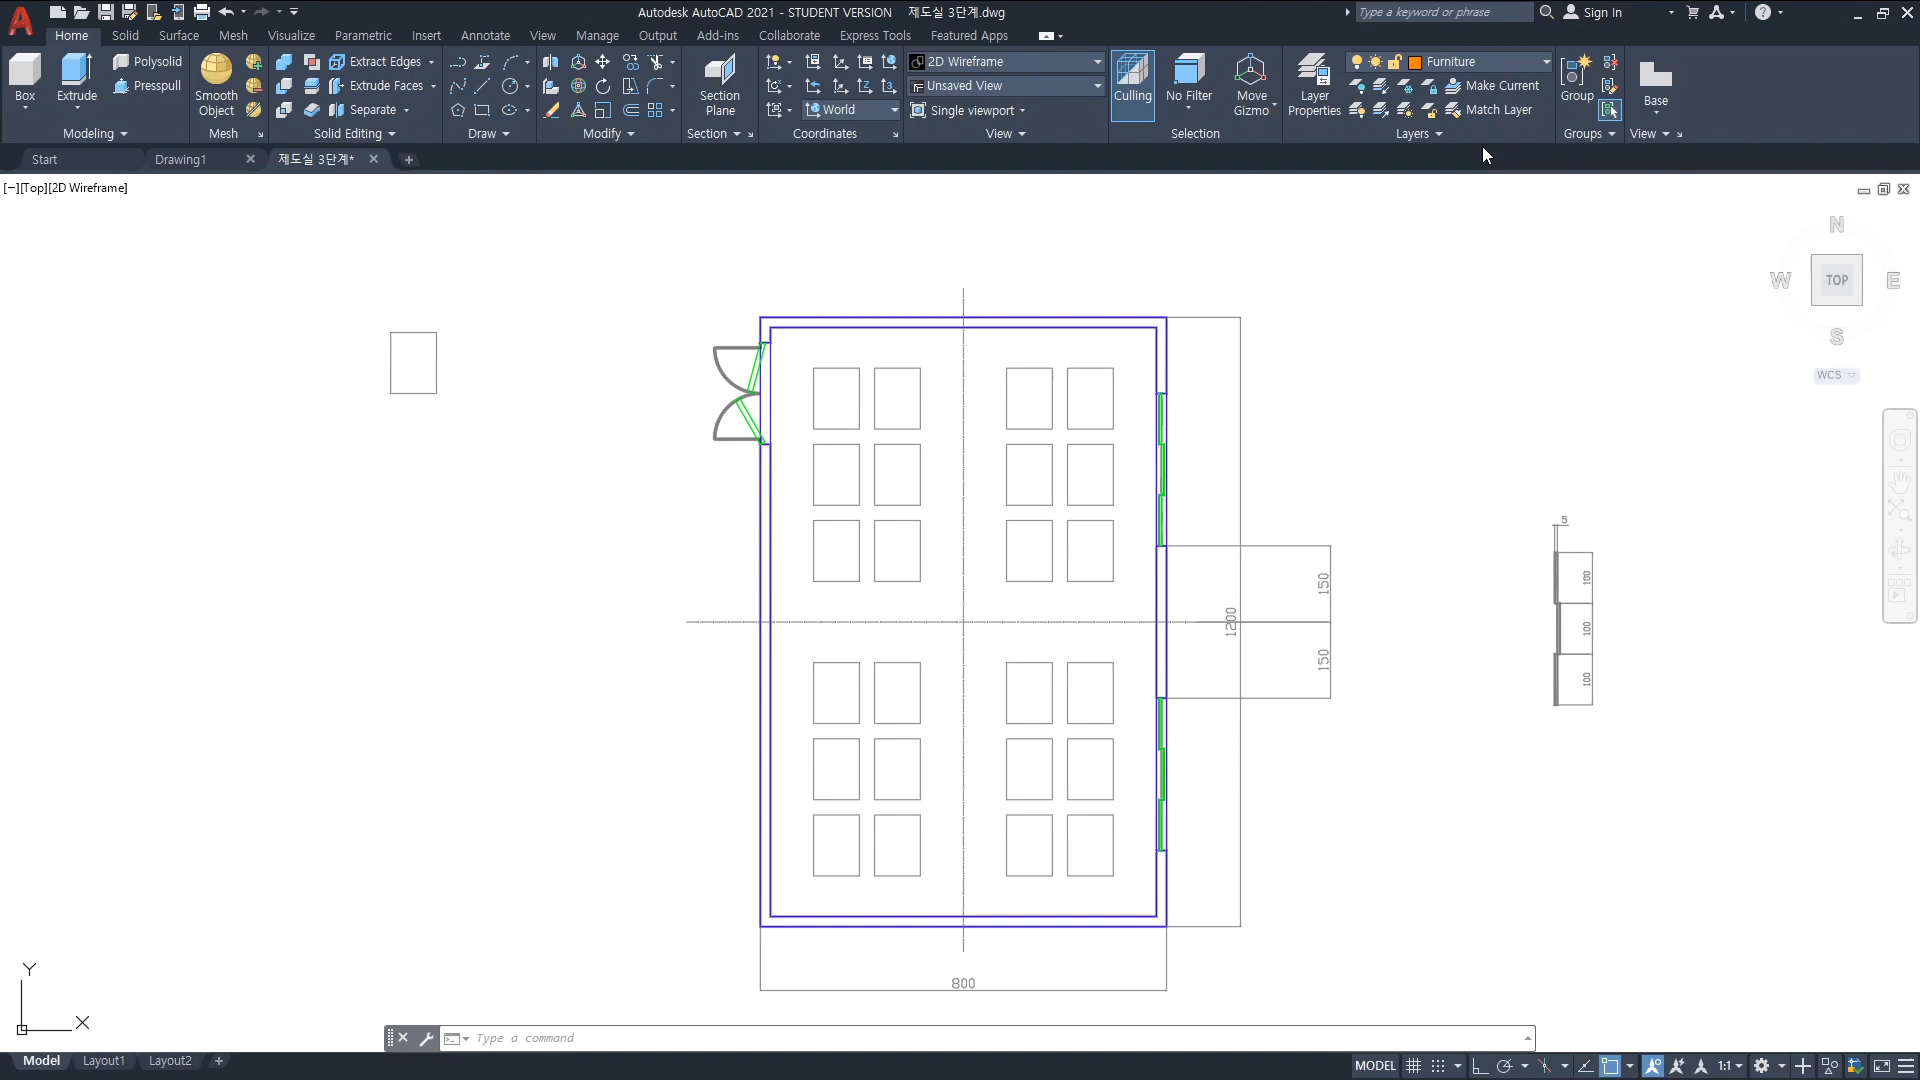 Autodesk AutoCAD 2021 - STUDENT VERSION 제도실 3단계.dwg
Type a keyword or phrase
Sign In
Home Solid Surface Mesh Visualize Parametric Insert Annotate View Manage Output Add-ins Collaborate Express Tools Featured Apps
Box
Extrude
Polysolid
Presspull
Modeling
Smooth
Object
Mesh
Extract Edges
Extrude Faces
Separate
Solid Editing
Draw
Modify
Section
Plane
Section
World
Coordinates
2D Wireframe
Unsaved View
Single viewport
View
Culling
No Filter
Move
Gizmo
Selection
Layer
Properties
Furniture
Make Current
Match Layer
Layers
Group
Groups
Base
View
Start
Drawing1
제도실 3단계*
[−][Top][2D Wireframe]
N
W
TOP
E
S
WCS
5
100
100
100
150
1200
150
800
Y
X
Type a command
Model
Layout1
Layout2
MODEL
1:1